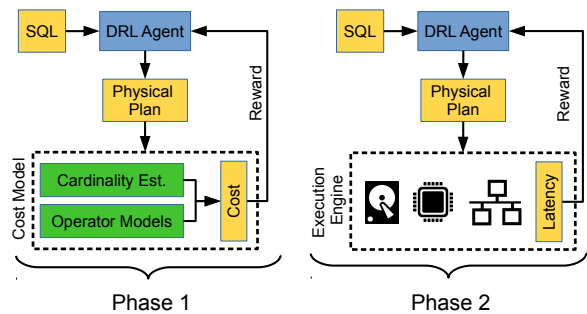 SQL
DRL Agent
Physical
Plan
Reward
Cost Model
Cardinality Est.
Operator Models
Cost
Phase 1
SQL
DRL Agent
Physical
Plan
Reward
Execution
Engine
Latency
Phase 2